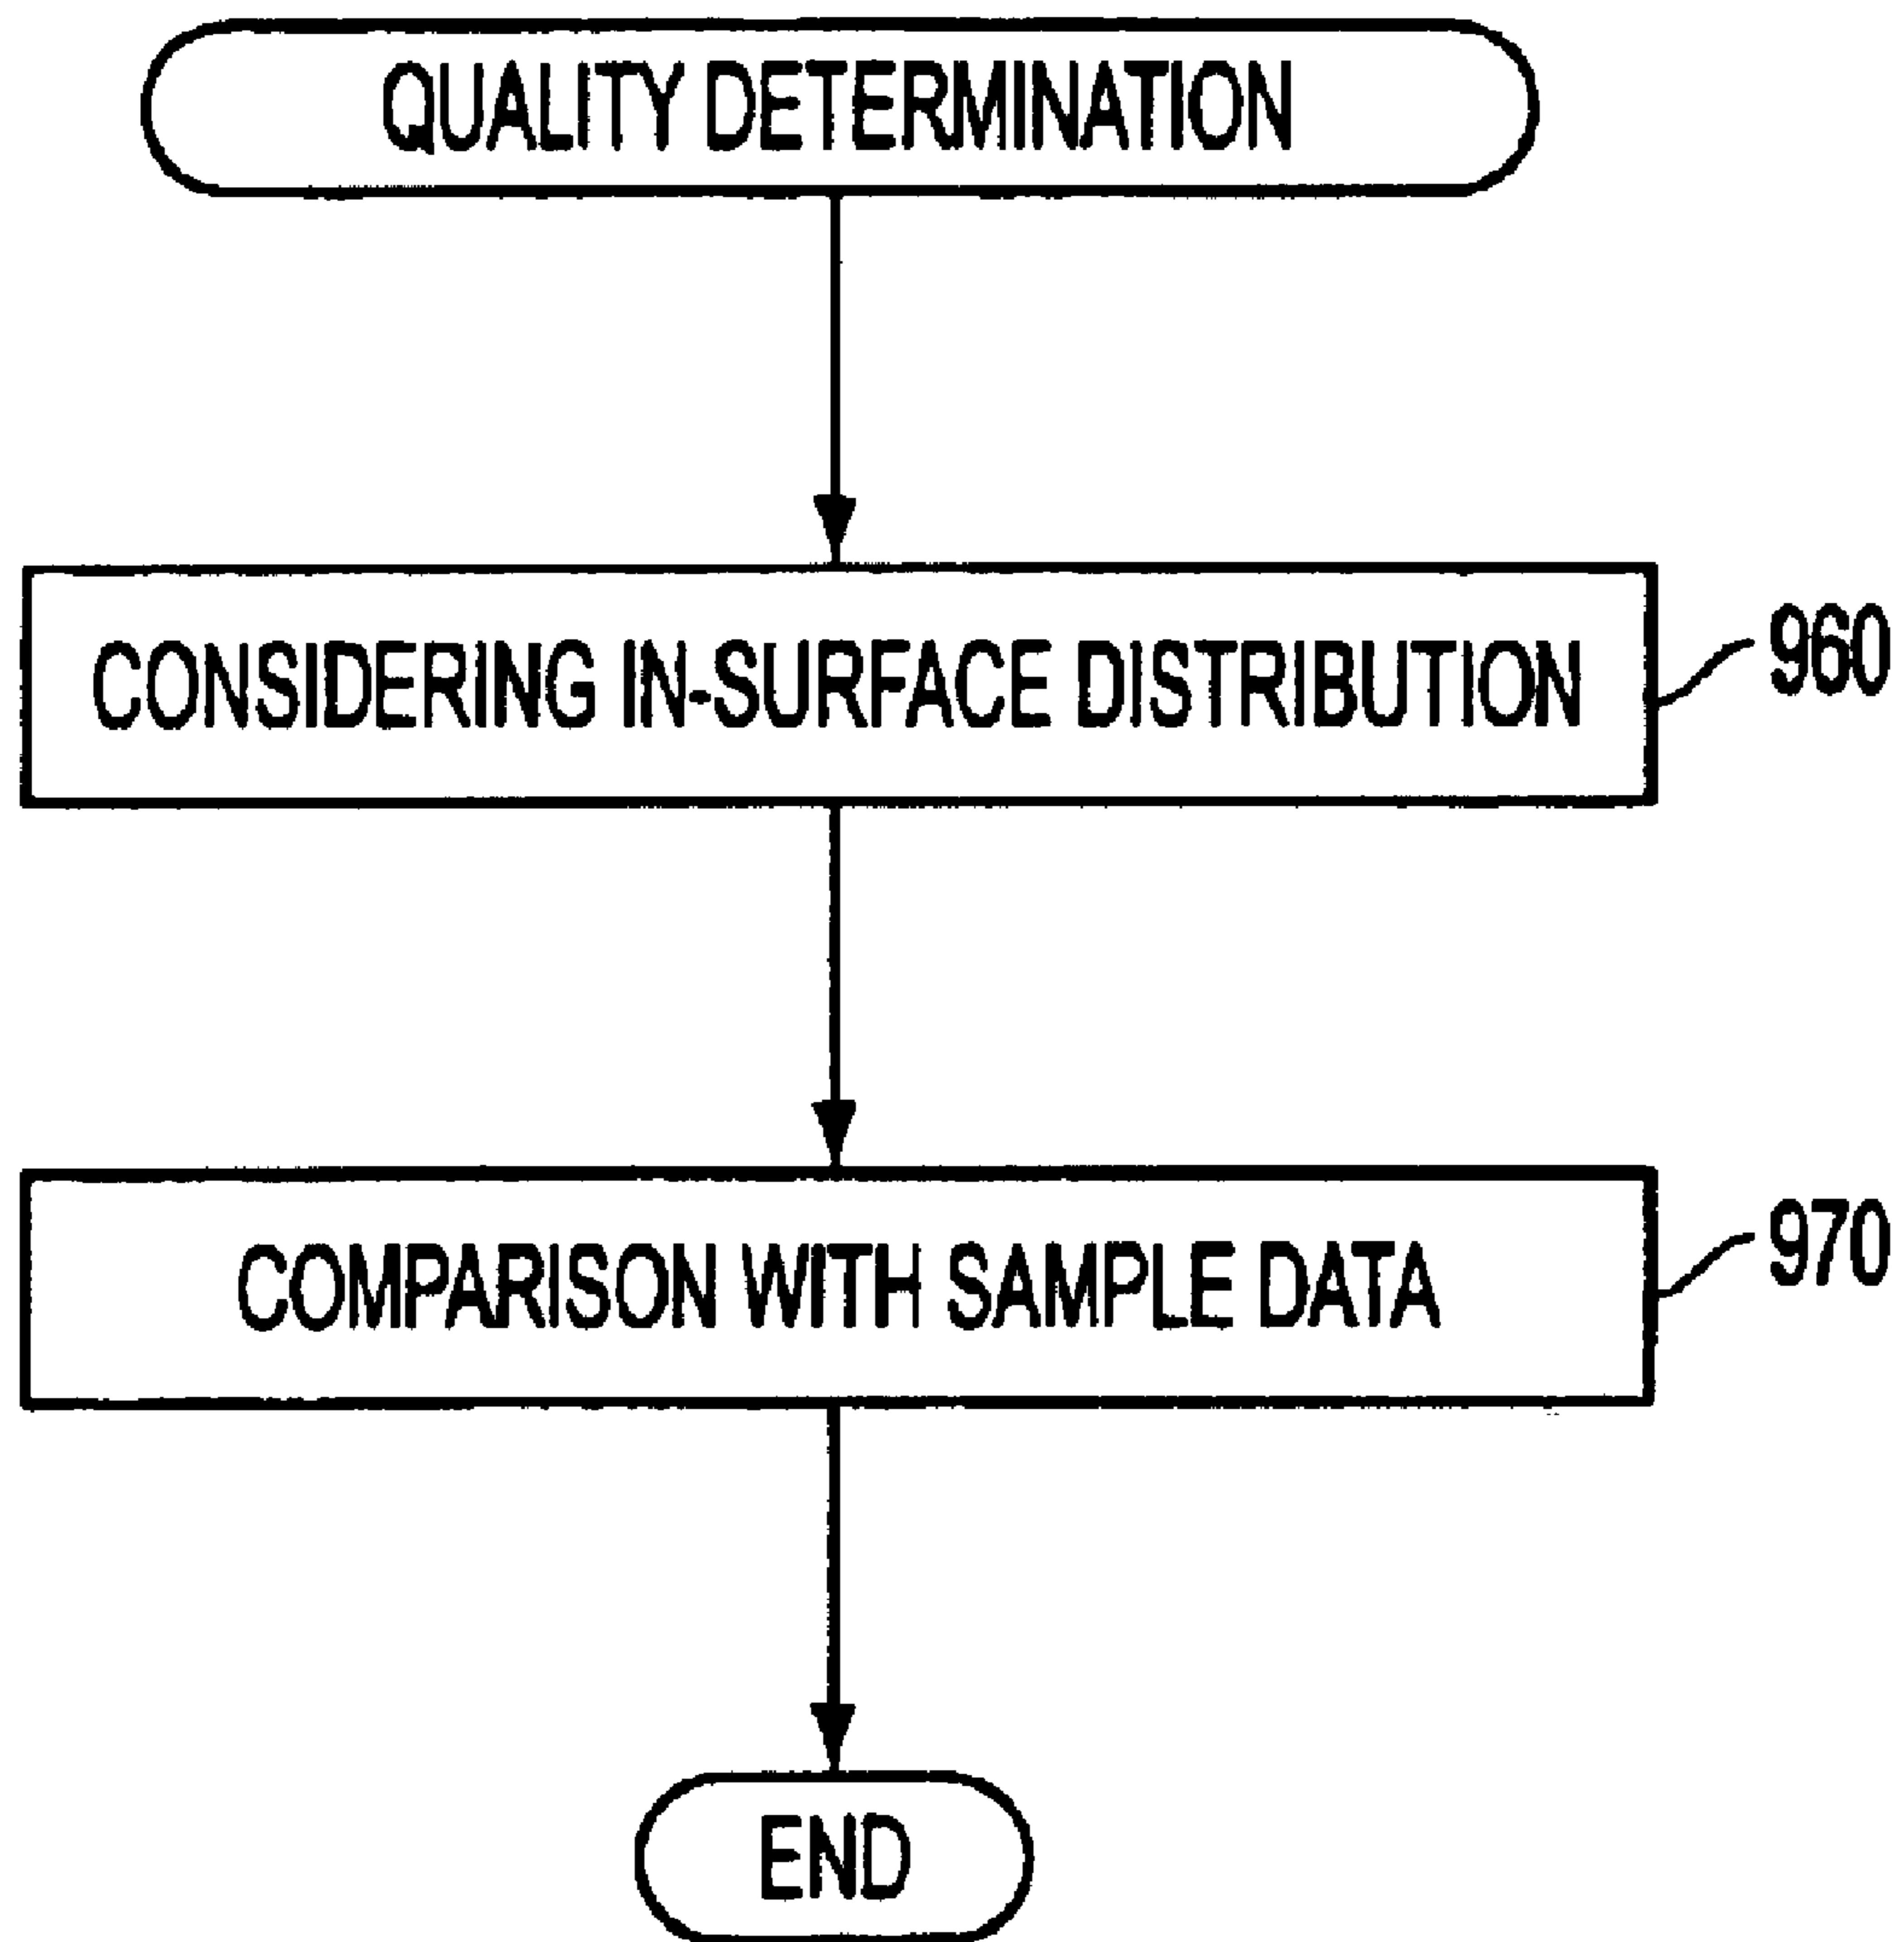 QUALITY DETERMINATION
CONSIDERING IN-SURFACE DISTRIBUTION
960
COMPARISON WITH SAMPLE DATA
970
END